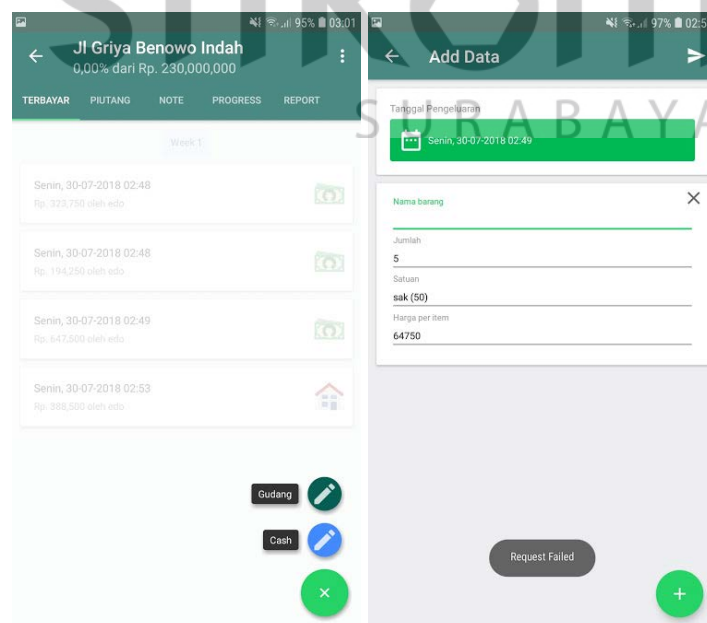 95% 03:01
Jl Griya Benowo Indah
0,00% dari Rp. 230,000,000
TERBAYAR PIUTANG NOTE PROGRESS REPORT
Week 1
Senin, 30-07-2018 02:48
Rp. 323,750 oleh edo
Senin, 30-07-2018 02:48
Rp. 194,250 oleh edo
Senin, 30-07-2018 02:49
Rp. 647,500 oleh edo
Senin, 30-07-2018 02:53
Rp. 388,500 oleh edo
Gudang
Cash
97% 02:5
Add Data
SURABAYA
Tanggal Pengeluaran
Senin, 30-07-2018 02:49
Nama barang
Jumlah
5
Satuan
sak (50)
Harga per item
64750
Request Failed